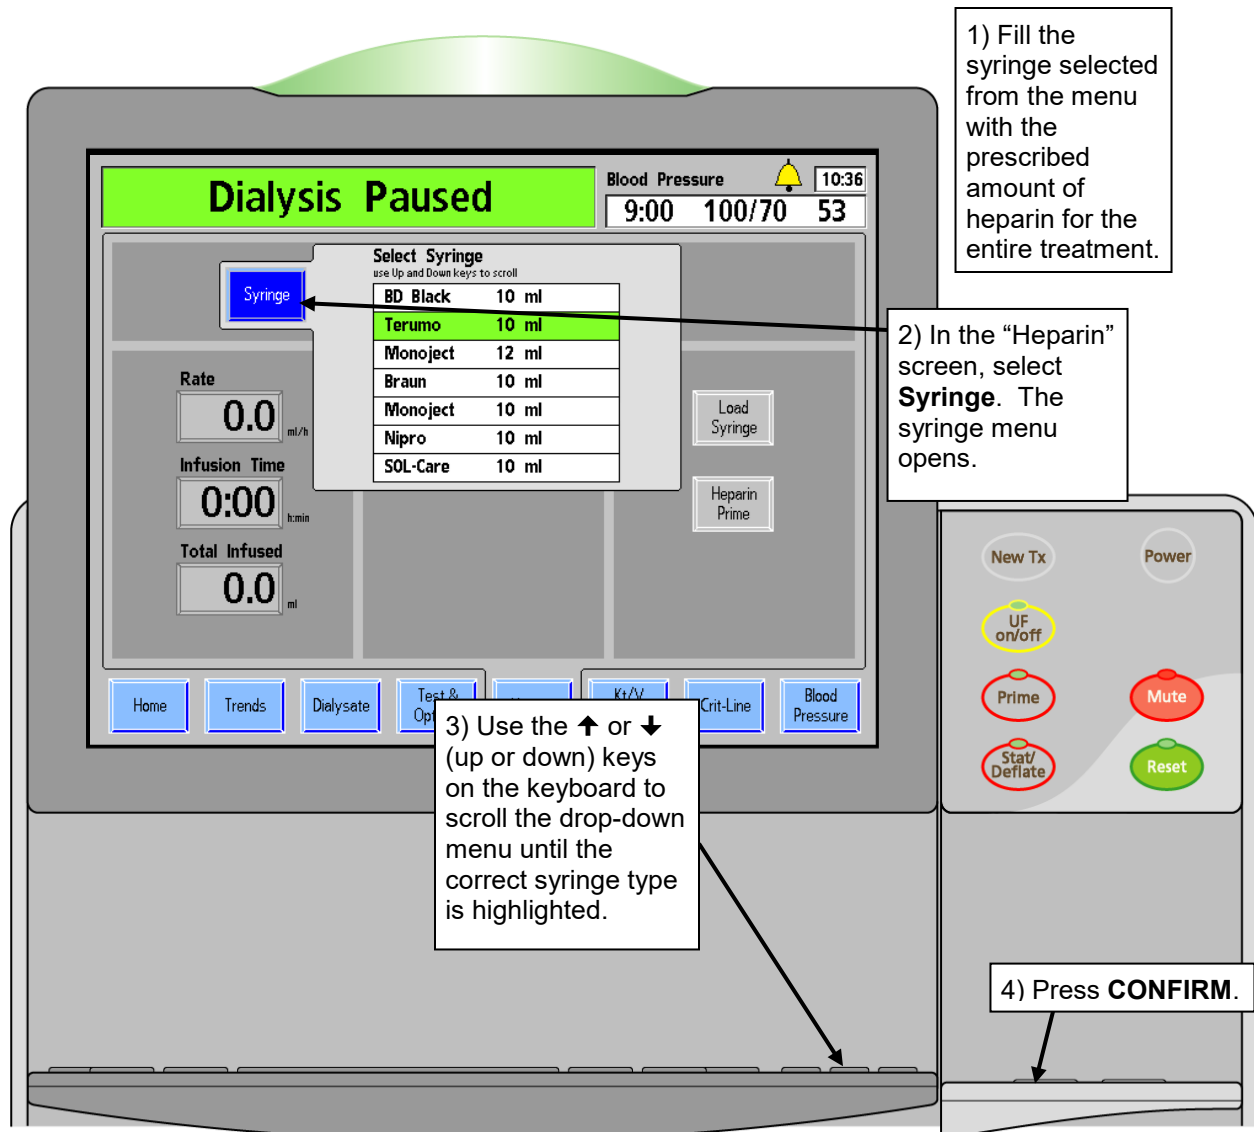 1) Fill the
syringe selected
from the menu
with the
prescribed
amount of
heparin for the
entire treatment.
Dialysis Paused
Blood Pressure
10:36
9:00 100/70 53
Syringe
Select Syringe
use Up and Down keys to scroll
BD Black 10 ml
Terumo 10 ml
Monoject 12 ml
Braun 10 ml
Monoject 10 ml
Nipro 10 ml
SOL-Care 10 ml
2) In the “Heparin”
screen, select
Syringe. The
syringe menu
opens.
Rate
0.0 ml/h
Infusion Time
0:00 h:min
Total Infused
0.0 ml
Load
Syringe
Heparin
Prime
New Tx
Power
UF
on/off
Prime
Mute
Stat/
Deflate
Reset
Home
Trends
Dialysate
Test &
Kt/V
Crit-Line
Blood
Pressure
3) Use the ↑ or ↓
(up or down) keys
on the keyboard to
scroll the drop-down
menu until the
correct syringe type
is highlighted.
4) Press CONFIRM.